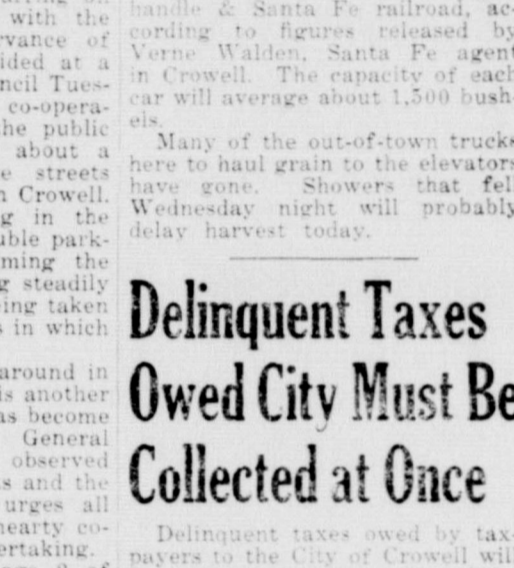 with the
rvance of
ided at a
ncil Tues-
co-opera-
he public
about a
e streets
n Crowell.
g in the
uble park-
ming the
g steadily
ing taken
s in which
around in
is another
as become
General
observed
s and the
urges all
hearty co-
ertaking.
handle & Santa Fe railroad, ac-
cording to figures released by
Verne Walden, Santa Fe agent
in Crowell. The capacity of each
car will average about 1,500 bush-
els.
Many of the out-of-town trucks
here to haul grain to the elevators
have gone. Showers that fell
Wednesday night will probably
delay harvest today.
Delinquent Taxes
Owed City Must Be
Collected at Once
Delinquent taxes owed by tax-
payers to the City of Crowell will